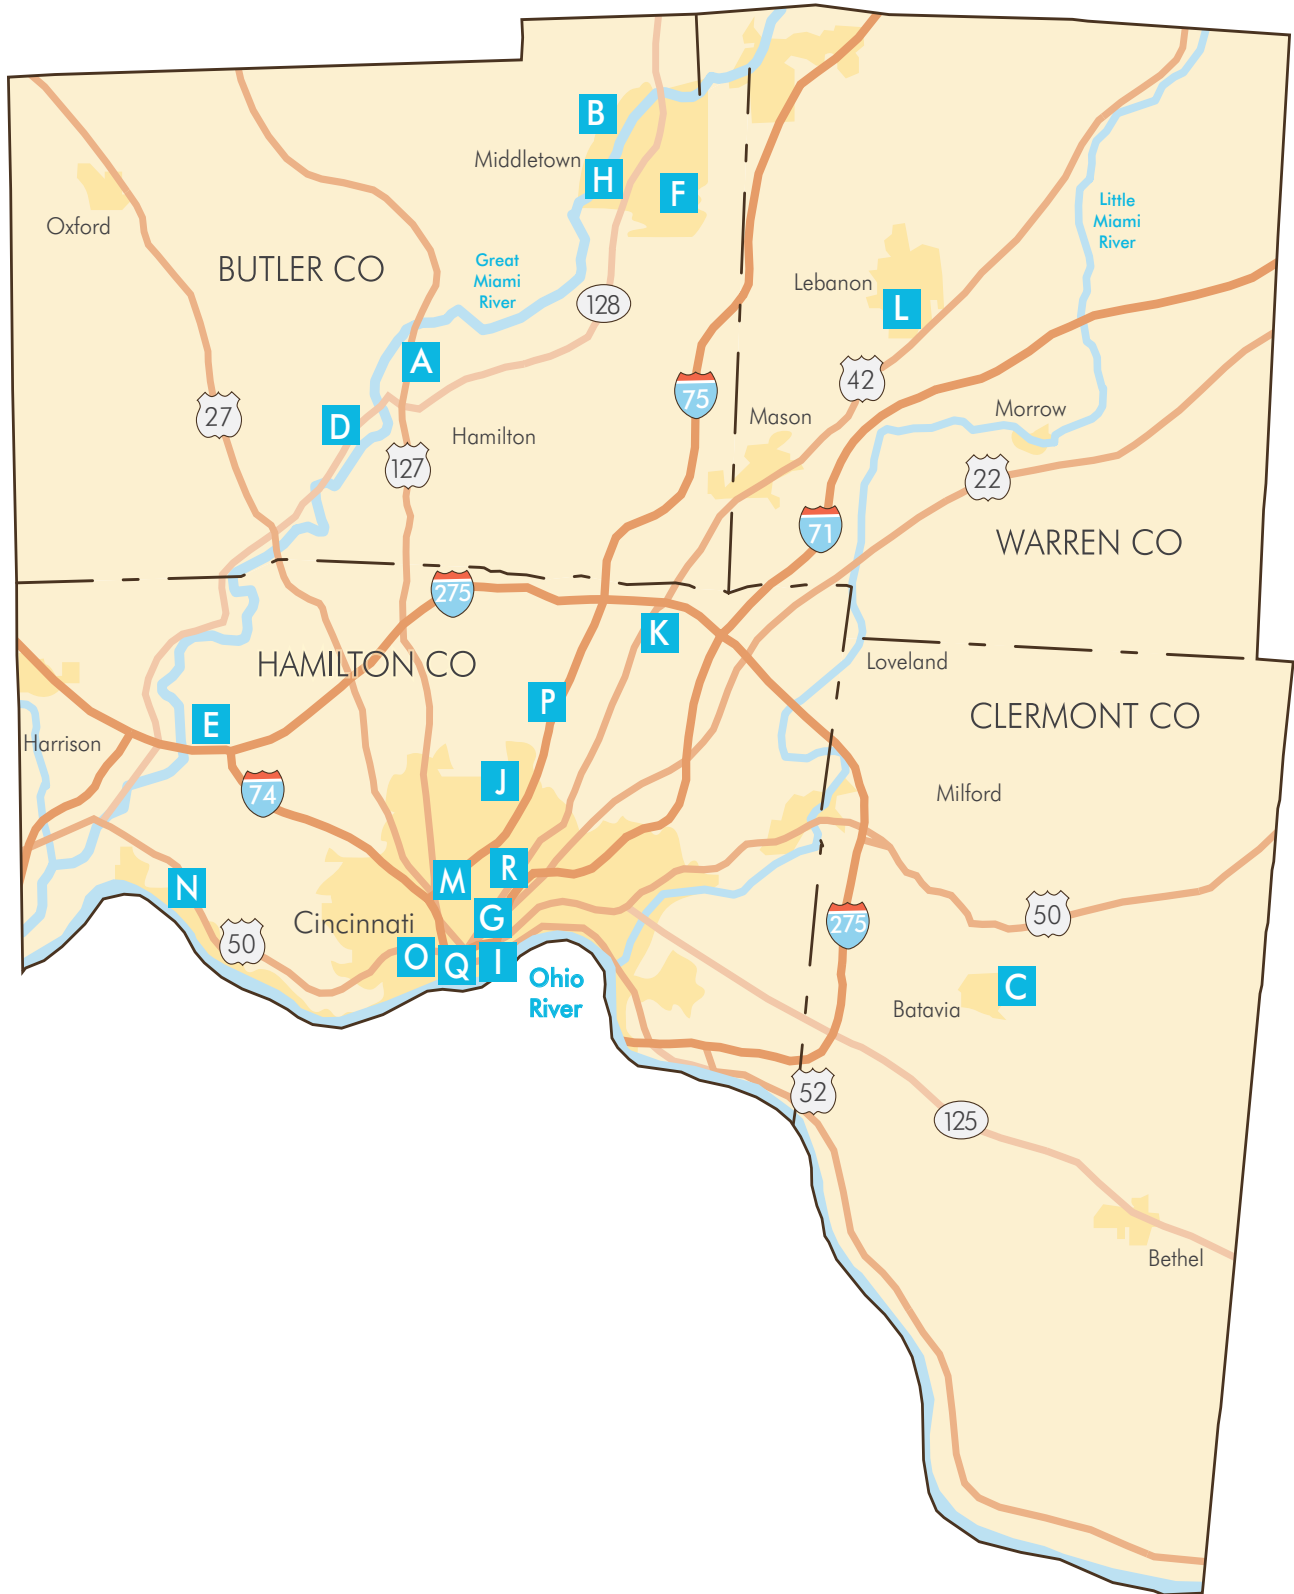 B
Middletown
H
F
Oxford
Little
Miami
River
BUTLER CO
Great
Miami
River
Lebanon
128
L
A
42
75
27
D
Mason
Morrow
Hamilton
127
22
71
WARREN CO
275
K
HAMILTON CO
Loveland
P
CLERMONT CO
E
Harrison
J
74
Milford
R
M
N
G
50
Cincinnati
275
50
O
Q
I
Ohio
River
C
Batavia
52
125
Bethel